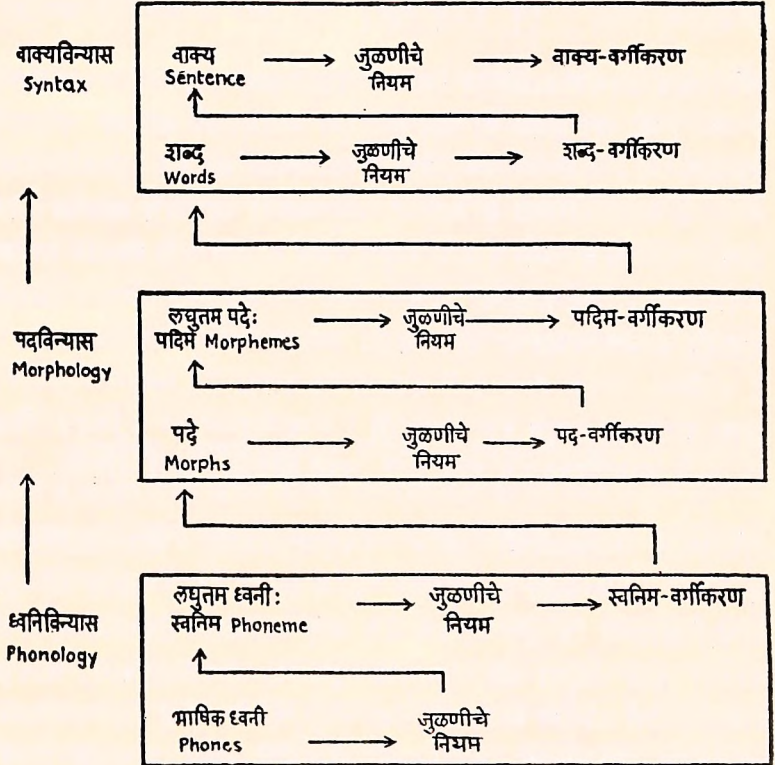 वाक्यविन्यास
Syntax
वाक्य
Sentence
जुळणीचे
नियम
वाक्य-वर्गीकरण
शब्द
Words
जुळणीचे
नियम
शब्द-वर्गीकरण
पदविन्यास
Morphology
लघुतम पदे:
पदिम Morphemes
जुळणीचे
नियम
पदिम-वर्गीकरण
पदे
Morphs
जुळणीचे
नियम
पद-वर्गीकरण
ध्वनिविन्यास
Phonology
लघुतम ध्वनी:
स्वनिम Phoneme
जुळणीचे
नियम
स्वनिम-वर्गीकरण
भाषिक ध्वनी
Phones
जुळणीचे
नियम